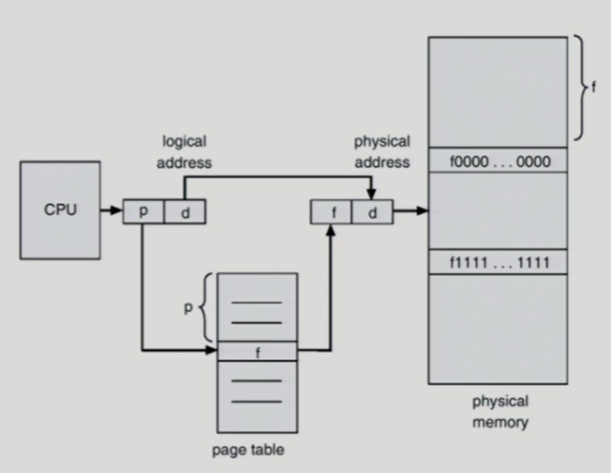 logical
address
physical
address
CPU
p
d
f
d
p
f
page table
f
f0000 . . . 0000
f1111 . . . 1111
physical
memory